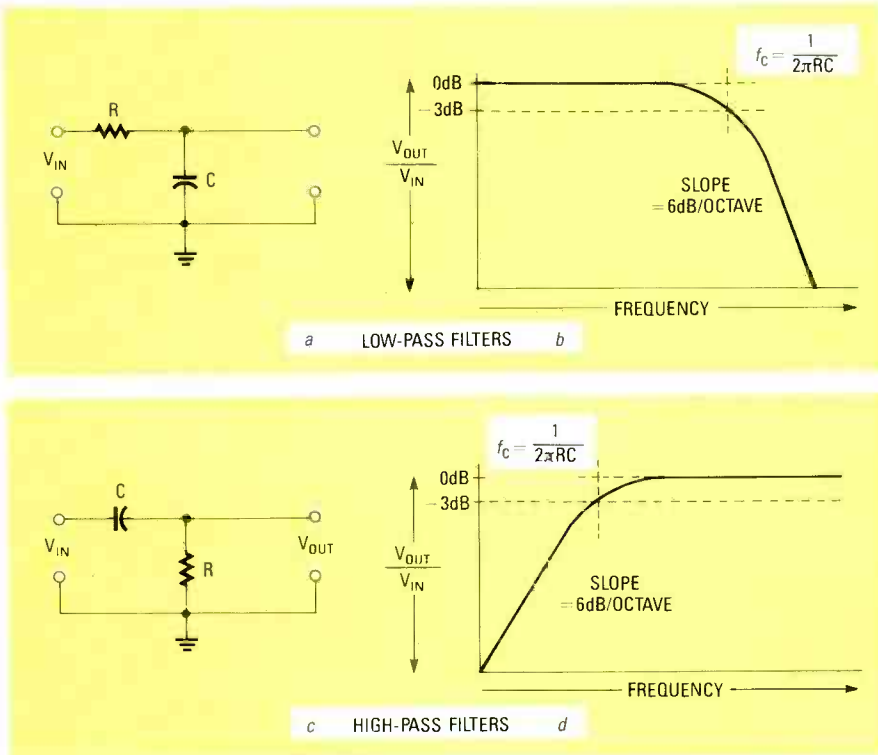 R
V_IN
C
f_C = 1/2πRC
0dB
−3dB
V_OUT
V_IN
SLOPE
=6dB/OCTAVE
FREQUENCY
a LOW-PASS FILTERS b
C
V_IN
R
V_OUT
f_C = 1/2πRC
0dB
−3dB
V_OUT
V_IN
SLOPE
=6dB/OCTAVE
FREQUENCY
c HIGH-PASS FILTERS d